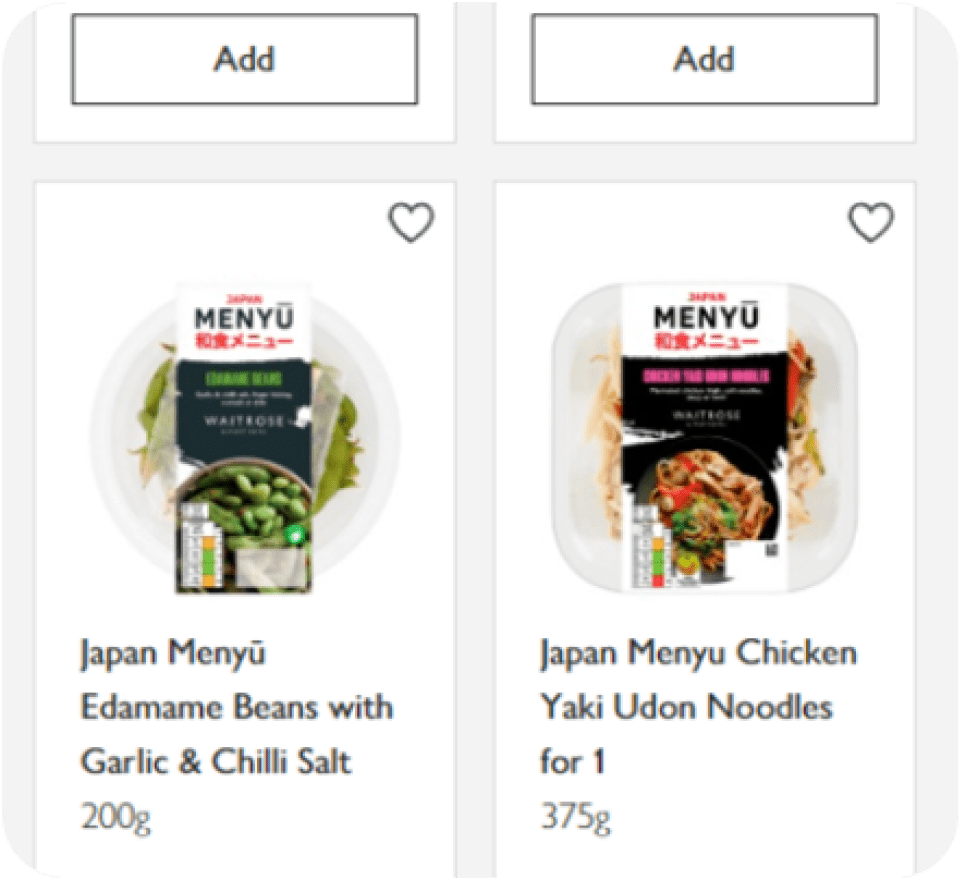 Add
Add
JAPAN
MENYŪ
和食メニュー
EDAMAME BEANS
WAITROSE
JAPAN
MENYŪ
和食メニュー
CHICKEN YAKI UDON NOODLES
WAITROSE
Japan Menyū
Edamame Beans with
Garlic & Chilli Salt
200g
Japan Menyu Chicken
Yaki Udon Noodles
for 1
375g